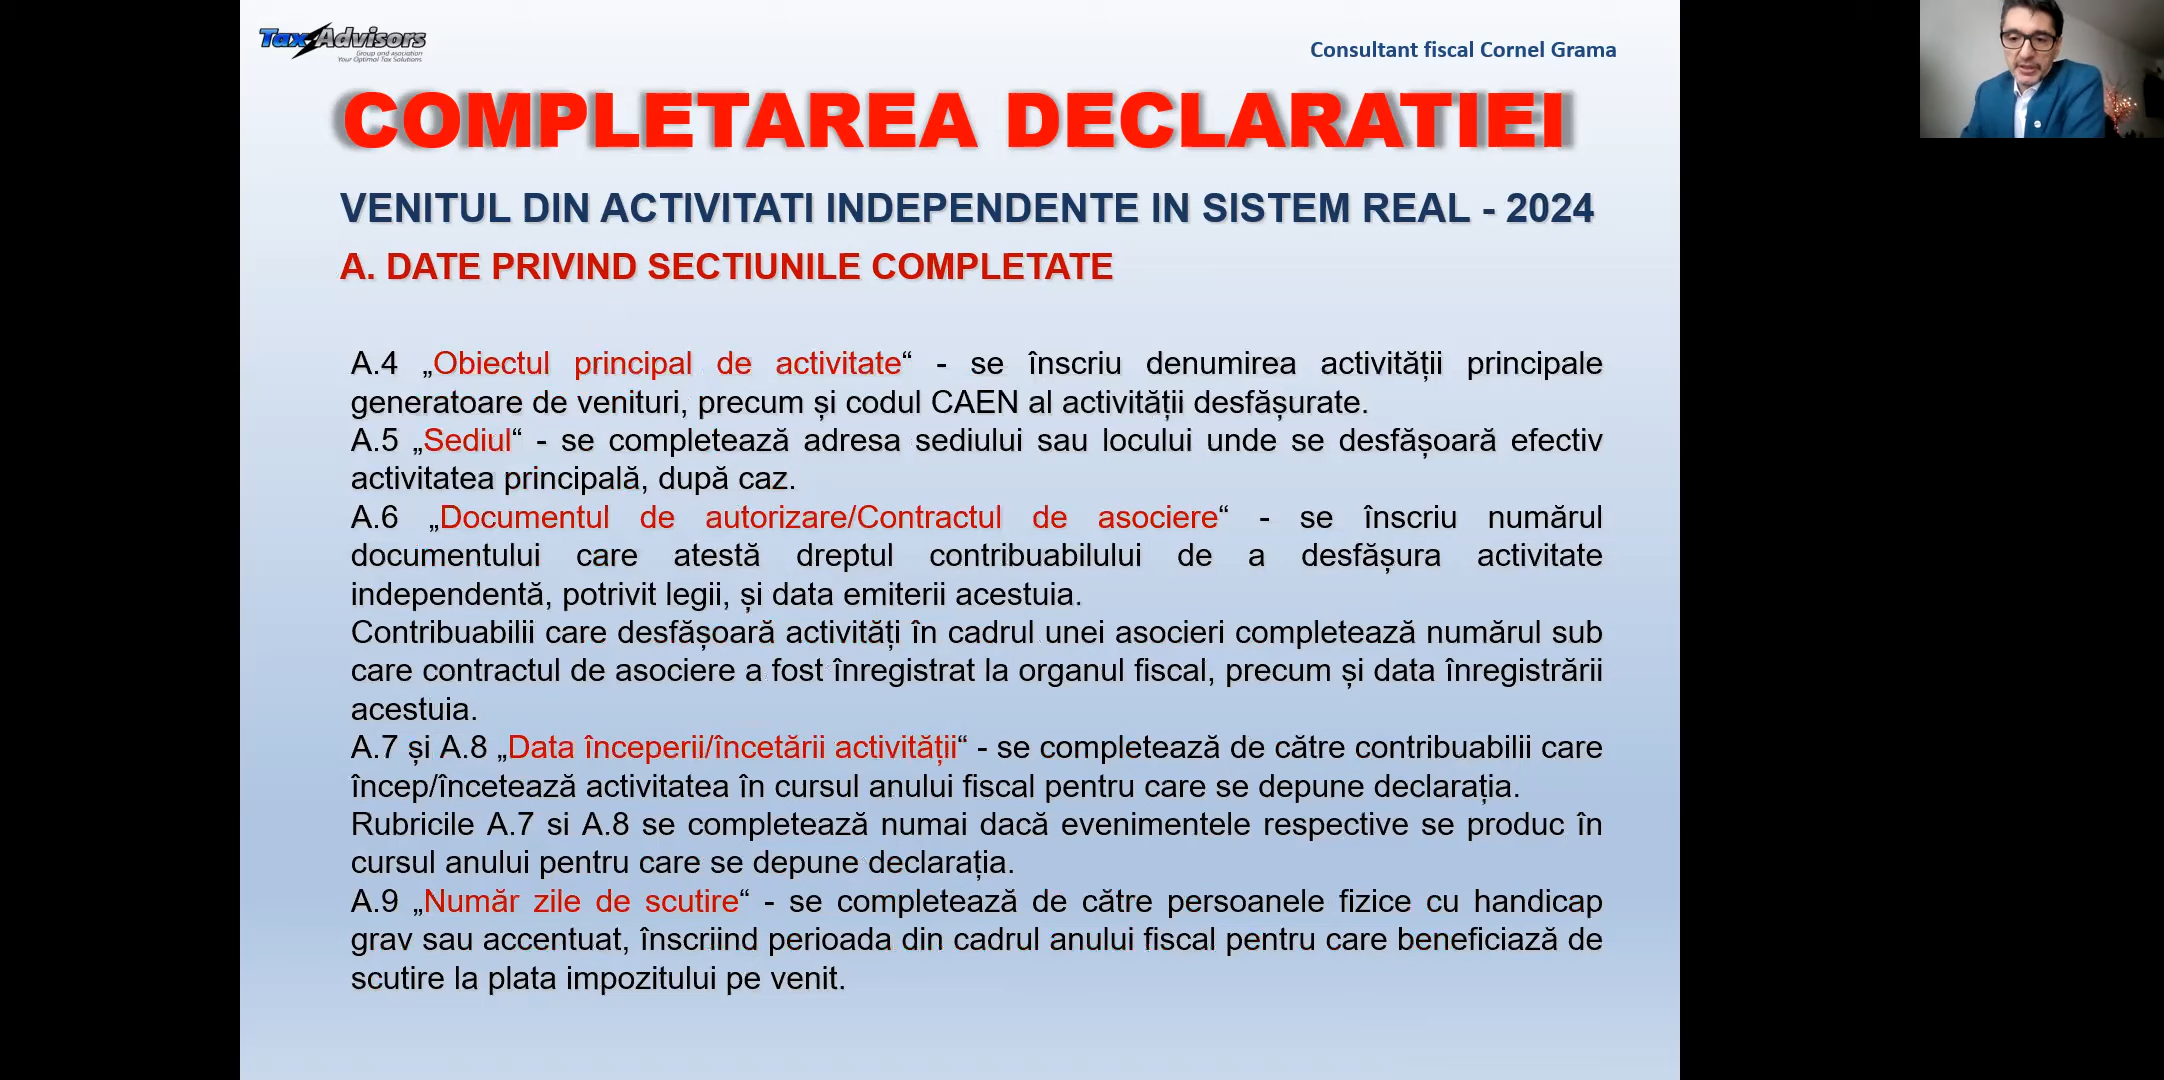 Tax Advisors
Group and Asociation
Your Optimal Tax Solutions
Consultant fiscal Cornel Grama
COMPLETAREA DECLARATIEI
VENITUL DIN ACTIVITATI INDEPENDENTE IN SISTEM REAL - 2024
A. DATE PRIVIND SECTIUNILE COMPLETATE
A.4 „Obiectul principal de activitate“ - se înscriu denumirea activității principale
generatoare de venituri, precum și codul CAEN al activității desfășurate.
A.5 „Sediul“ - se completează adresa sediului sau locului unde se desfășoară efectiv
activitatea principală, după caz.
A.6 „Documentul de autorizare/Contractul de asociere“ - se înscriu numărul
documentului care atestă dreptul contribuabilului de a desfășura activitate
independentă, potrivit legii, și data emiterii acestuia.
Contribuabilii care desfășoară activități în cadrul unei asocieri completează numărul sub
care contractul de asociere a fost înregistrat la organul fiscal, precum și data înregistrării
acestuia.
A.7 și A.8 „Data începerii/încetării activității“ - se completează de către contribuabilii care
încep/încetează activitatea în cursul anului fiscal pentru care se depune declarația.
Rubricile A.7 si A.8 se completează numai dacă evenimentele respective se produc în
cursul anului pentru care se depune declarația.
A.9 „Număr zile de scutire“ - se completează de către persoanele fizice cu handicap
grav sau accentuat, înscriind perioada din cadrul anului fiscal pentru care beneficiază de
scutire la plata impozitului pe venit.